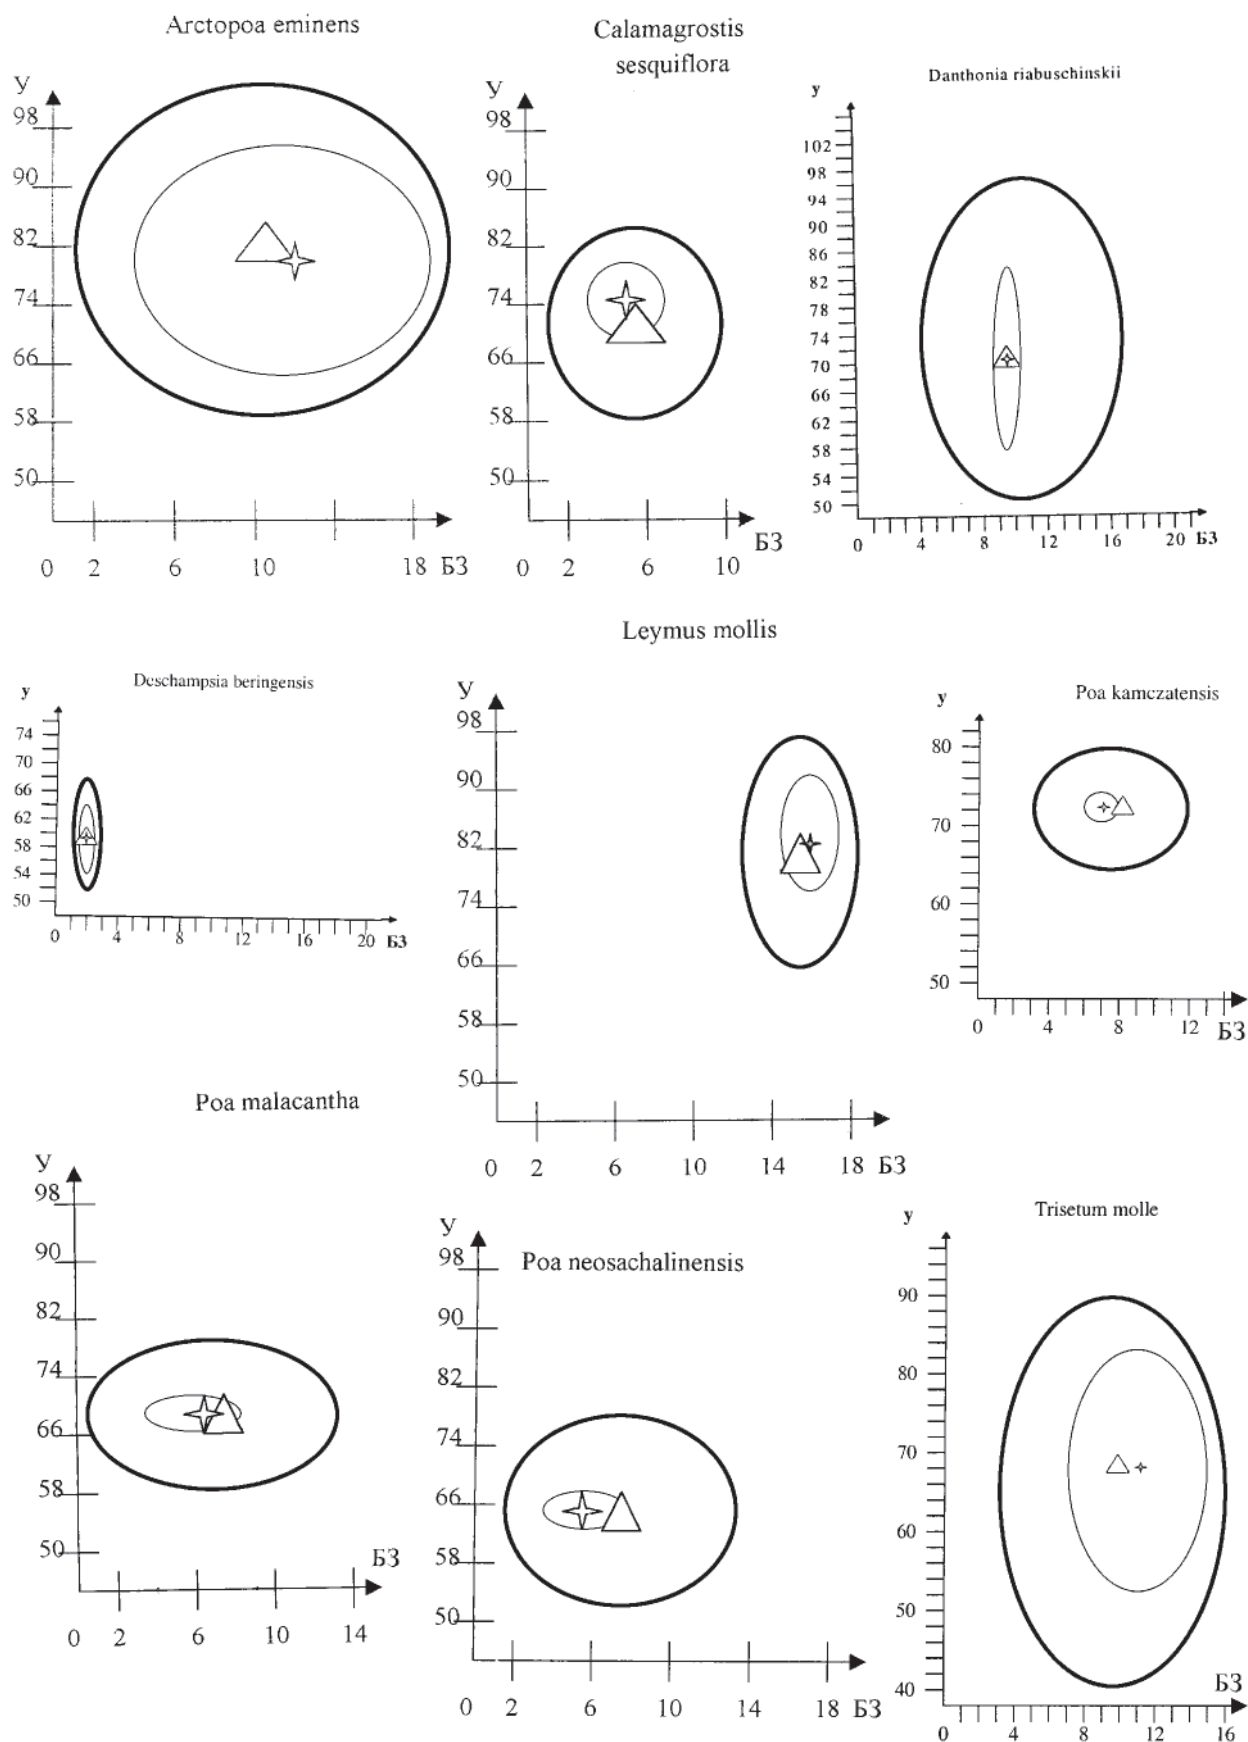 Arctopoa eminens
У
98
90
82
74
66
58
50
0 2 6 10 18 БЗ
Calamagrostis
sesquiflora
У
98
90
82
74
66
58
50
0 2 6 10 БЗ
Danthonia riabuschinskii
у
102
98
94
90
86
82
78
74
70
66
62
58
54
50
0 4 8 12 16 20 БЗ
Deschampsia beringensis
у
74
70
66
62
58
54
50
0 4 8 12 16 20 БЗ
Leymus mollis
У
98
90
82
74
66
58
50
0 2 6 10 14 18 БЗ
Poa kamczatensis
у
80
70
60
50
0 4 8 12 БЗ
Poa malacantha
У
98
90
82
74
66
58
50
0 2 6 10 14 БЗ
Poa neosachalinensis
У
98
90
82
74
66
58
50
0 2 6 10 14 18 БЗ
Trisetum molle
у
90
80
70
60
50
40
0 4 8 12 16 БЗ